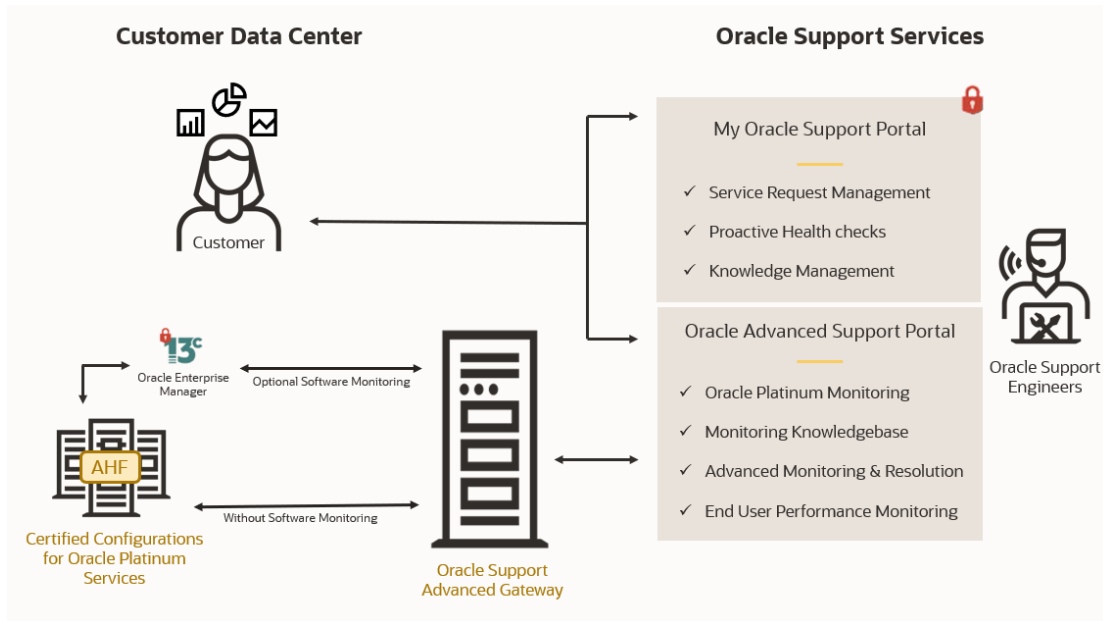 Customer Data Center
Oracle Support Services
Customer
My Oracle Support Portal
✓ Service Request Management
✓ Proactive Health checks
✓ Knowledge Management
Oracle Advanced Support Portal
✓ Oracle Platinum Monitoring
✓ Monitoring Knowledgebase
✓ Advanced Monitoring & Resolution
✓ End User Performance Monitoring
Oracle Support
Engineers
13c
Oracle Enterprise
Manager
Optional Software Monitoring
AHF
Without Software Monitoring
Certified Configurations
for Oracle Platinum
Services
Oracle Support
Advanced Gateway